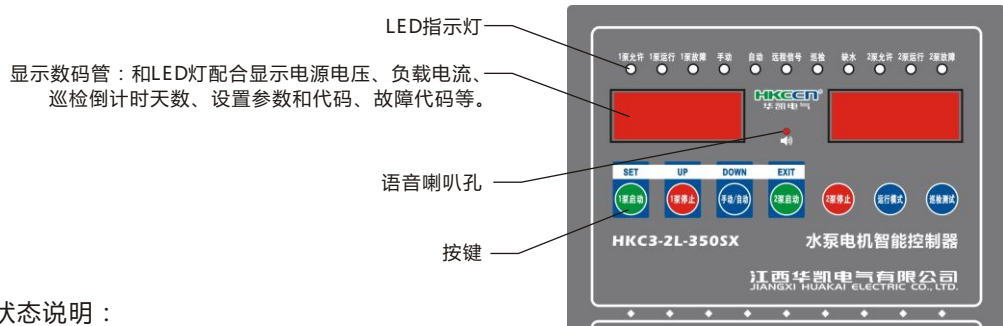 LED指示灯
显示数码管：和LED灯配合显示电源电压、负载电流、
巡检倒计时天数、设置参数和代码、故障代码等。
语音喇叭孔
按键
1泵允许 1泵运行 1泵故障 手动 自动 远程信号 巡检 缺水 2泵允许 2泵运行 2泵故障
HKCCN®
华凯电气
SET UP DOWN EXIT
1泵启动 1泵停止 手动/自动 2泵启动 2泵停止 运行模式 巡检测试
HKC3-2L-350SX 水泵电机智能控制器
江西华凯电气有限公司
JIANGXI HUAKAI ELECTRIC CO., LTD.
状态说明：